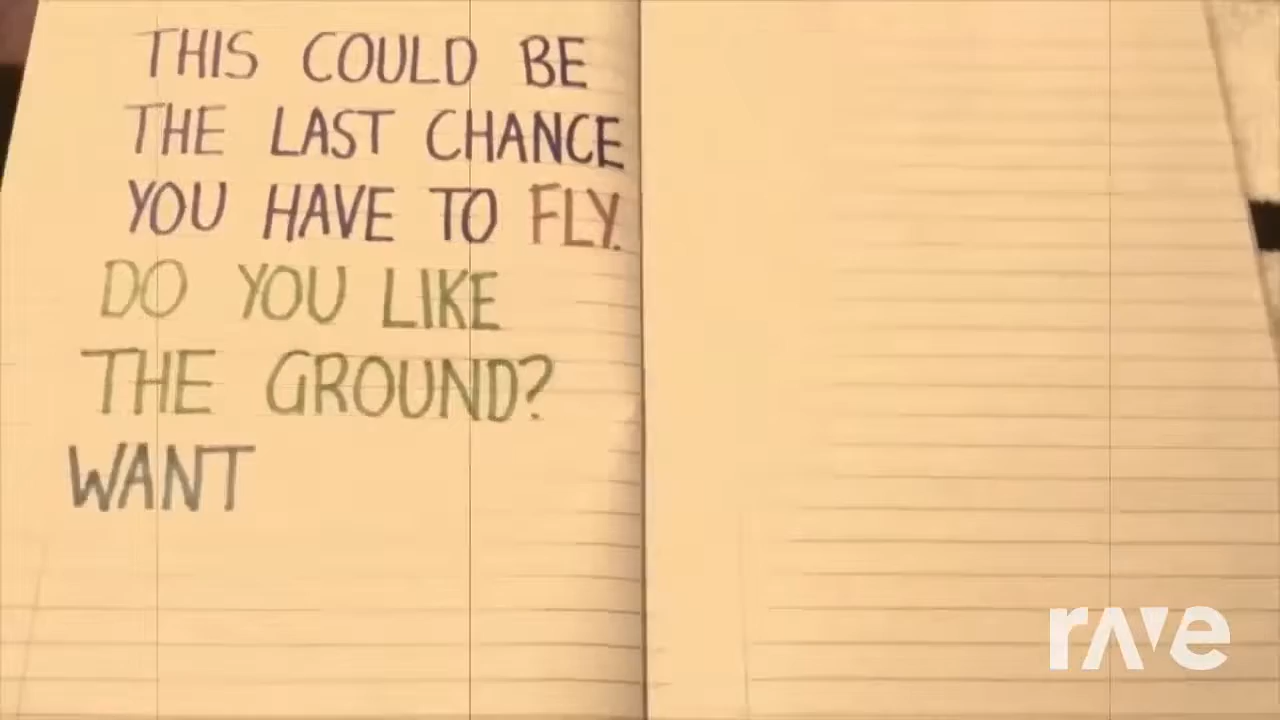 THIS COULD BE
THE LAST CHANCE
YOU HAVE TO FLY.
DO YOU LIKE
THE GROUND?
WANT
rave